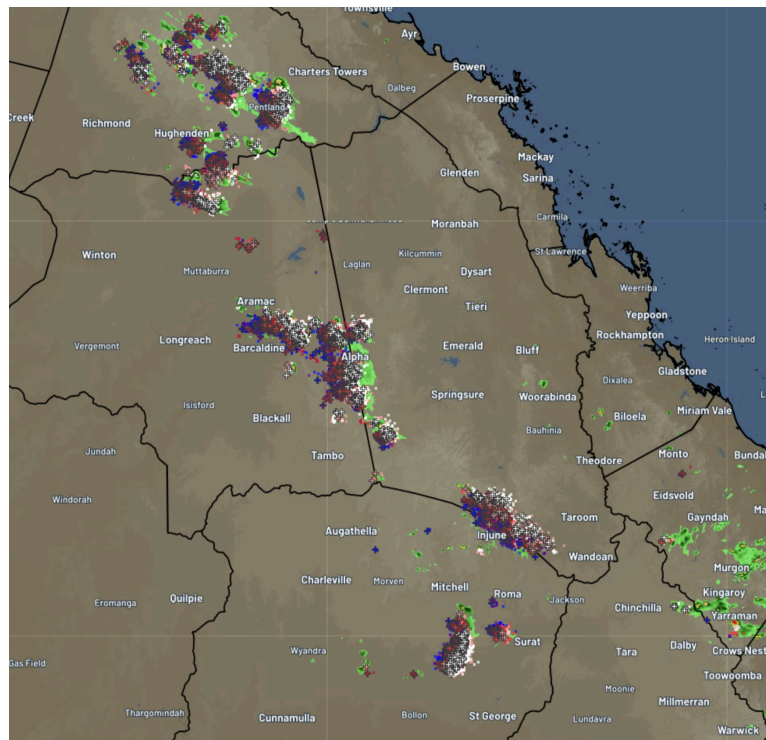 Townsville
Ayr
Bowen
Charters Towers
Dalbeg
Proserpine
Pentland
Creek
Richmond
Hughenden
Mackay
Glenden
Sarina
Carmila
Moranbah
Winton
Kilcummin
St Lawrence
Muttaburra
Laglan
Dysart
Clermont
Weerriba
Aramac
Tieri
Yeppoon
Rockhampton
Longreach
Heron Island
Vergemont
Barcaldine
Emerald
Bluff
Alpha
Gladstone
Dixalea
Springsure
Woorabinda
Isisford
Miriam Vale
Blackall
Biloela
Bauhinia
Jundah
Tambo
Theodore
Monto
Bunda
Windorah
Eidsvold
Taroom
Gayndah
Ma
Augathella
Injune
Wandoan
Murgon
Charleville
Morven
Mitchell
Roma
Kingaroy
Eromanga
Quilpie
Jackson
Chinchilla
Yarraman
Surat
Wyandra
Tara
Dalby
Crows Nest
Gas Field
Toowoomba
Moonie
Millmerran
Thargomindah
Cunnamulla
Bollon
St George
Lundavra
Warwick